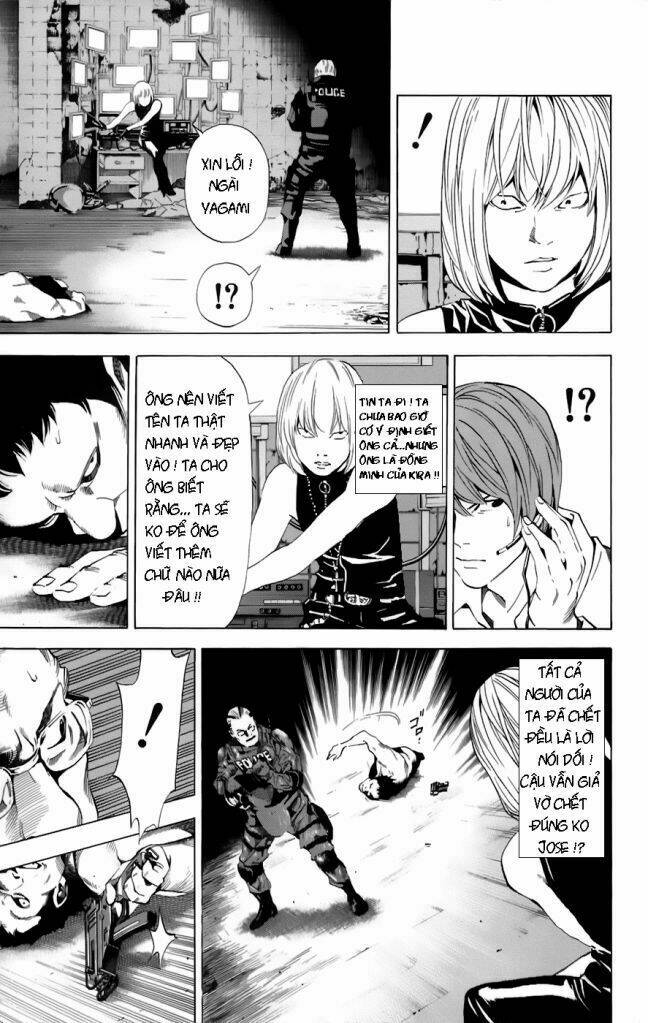 !
OLICE
XIN LỖI !
NGÀI
YAGAMI
!?
!?
TIN TA ĐI ! TA
CHƯA BAO GIỜ
CÓ Ý ĐỊNH GIẾT
ÔNG CẢ...NHƯNG
ÔNG LÀ ĐỒNG
MINH CỦA KIRA !!
ÔNG NÊN VIẾT
TÊN TA THẬT
NHANH VÀ ĐẸP
VÀO ! TA CHO
ÔNG BIẾT
RẰNG... TA SẼ
KO ĐỂ ÔNG
VIẾT THÊM
CHỮ NÀO NỮA
ĐÂU !!
TẤT CẢ
NGƯỜI CỦA
TA ĐÃ CHẾT
ĐỀU LÀ LỜI
NÓI DỐI !
CẬU VẪN GIẢ
VỜ CHẾT
ĐÚNG KO
JOSE !?
POLICE
!